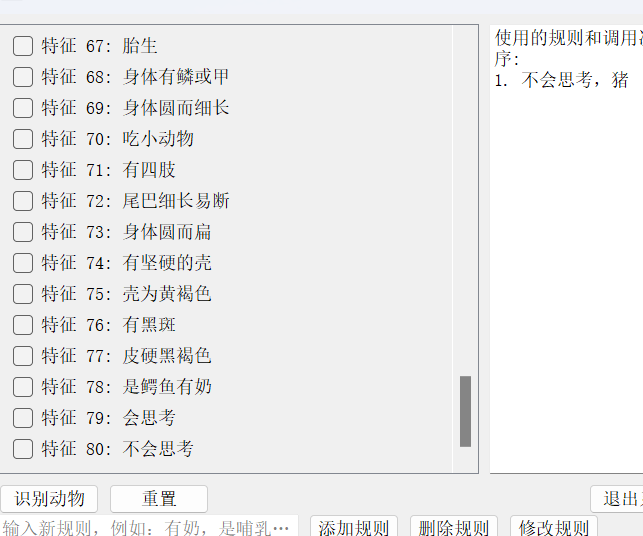 特征 67: 胎生
特征 68: 身体有鳞或甲
特征 69: 身体圆而细长
特征 70: 吃小动物
特征 71: 有四肢
特征 72: 尾巴细长易断
特征 73: 身体圆而扁
特征 74: 有坚硬的壳
特征 75: 壳为黄褐色
特征 76: 有黑斑
特征 77: 皮硬黑褐色
特征 78: 是鳄鱼有奶
特征 79: 会思考
特征 80: 不会思考
使用的规则和调用
序:
1. 不会思考, 猪
识别动物
重置
退出
输入新规则, 例如: 有奶, 是哺乳…
添加规则
删除规则
修改规则